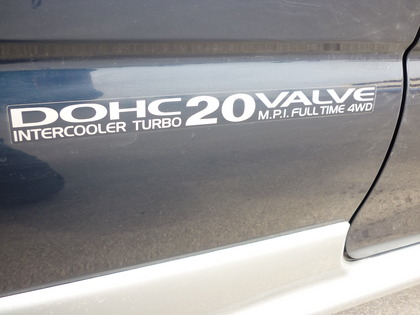 DOHC 20 VALVE
INTERCOOLER TURBO M.P.I. FULL TIME 4WD